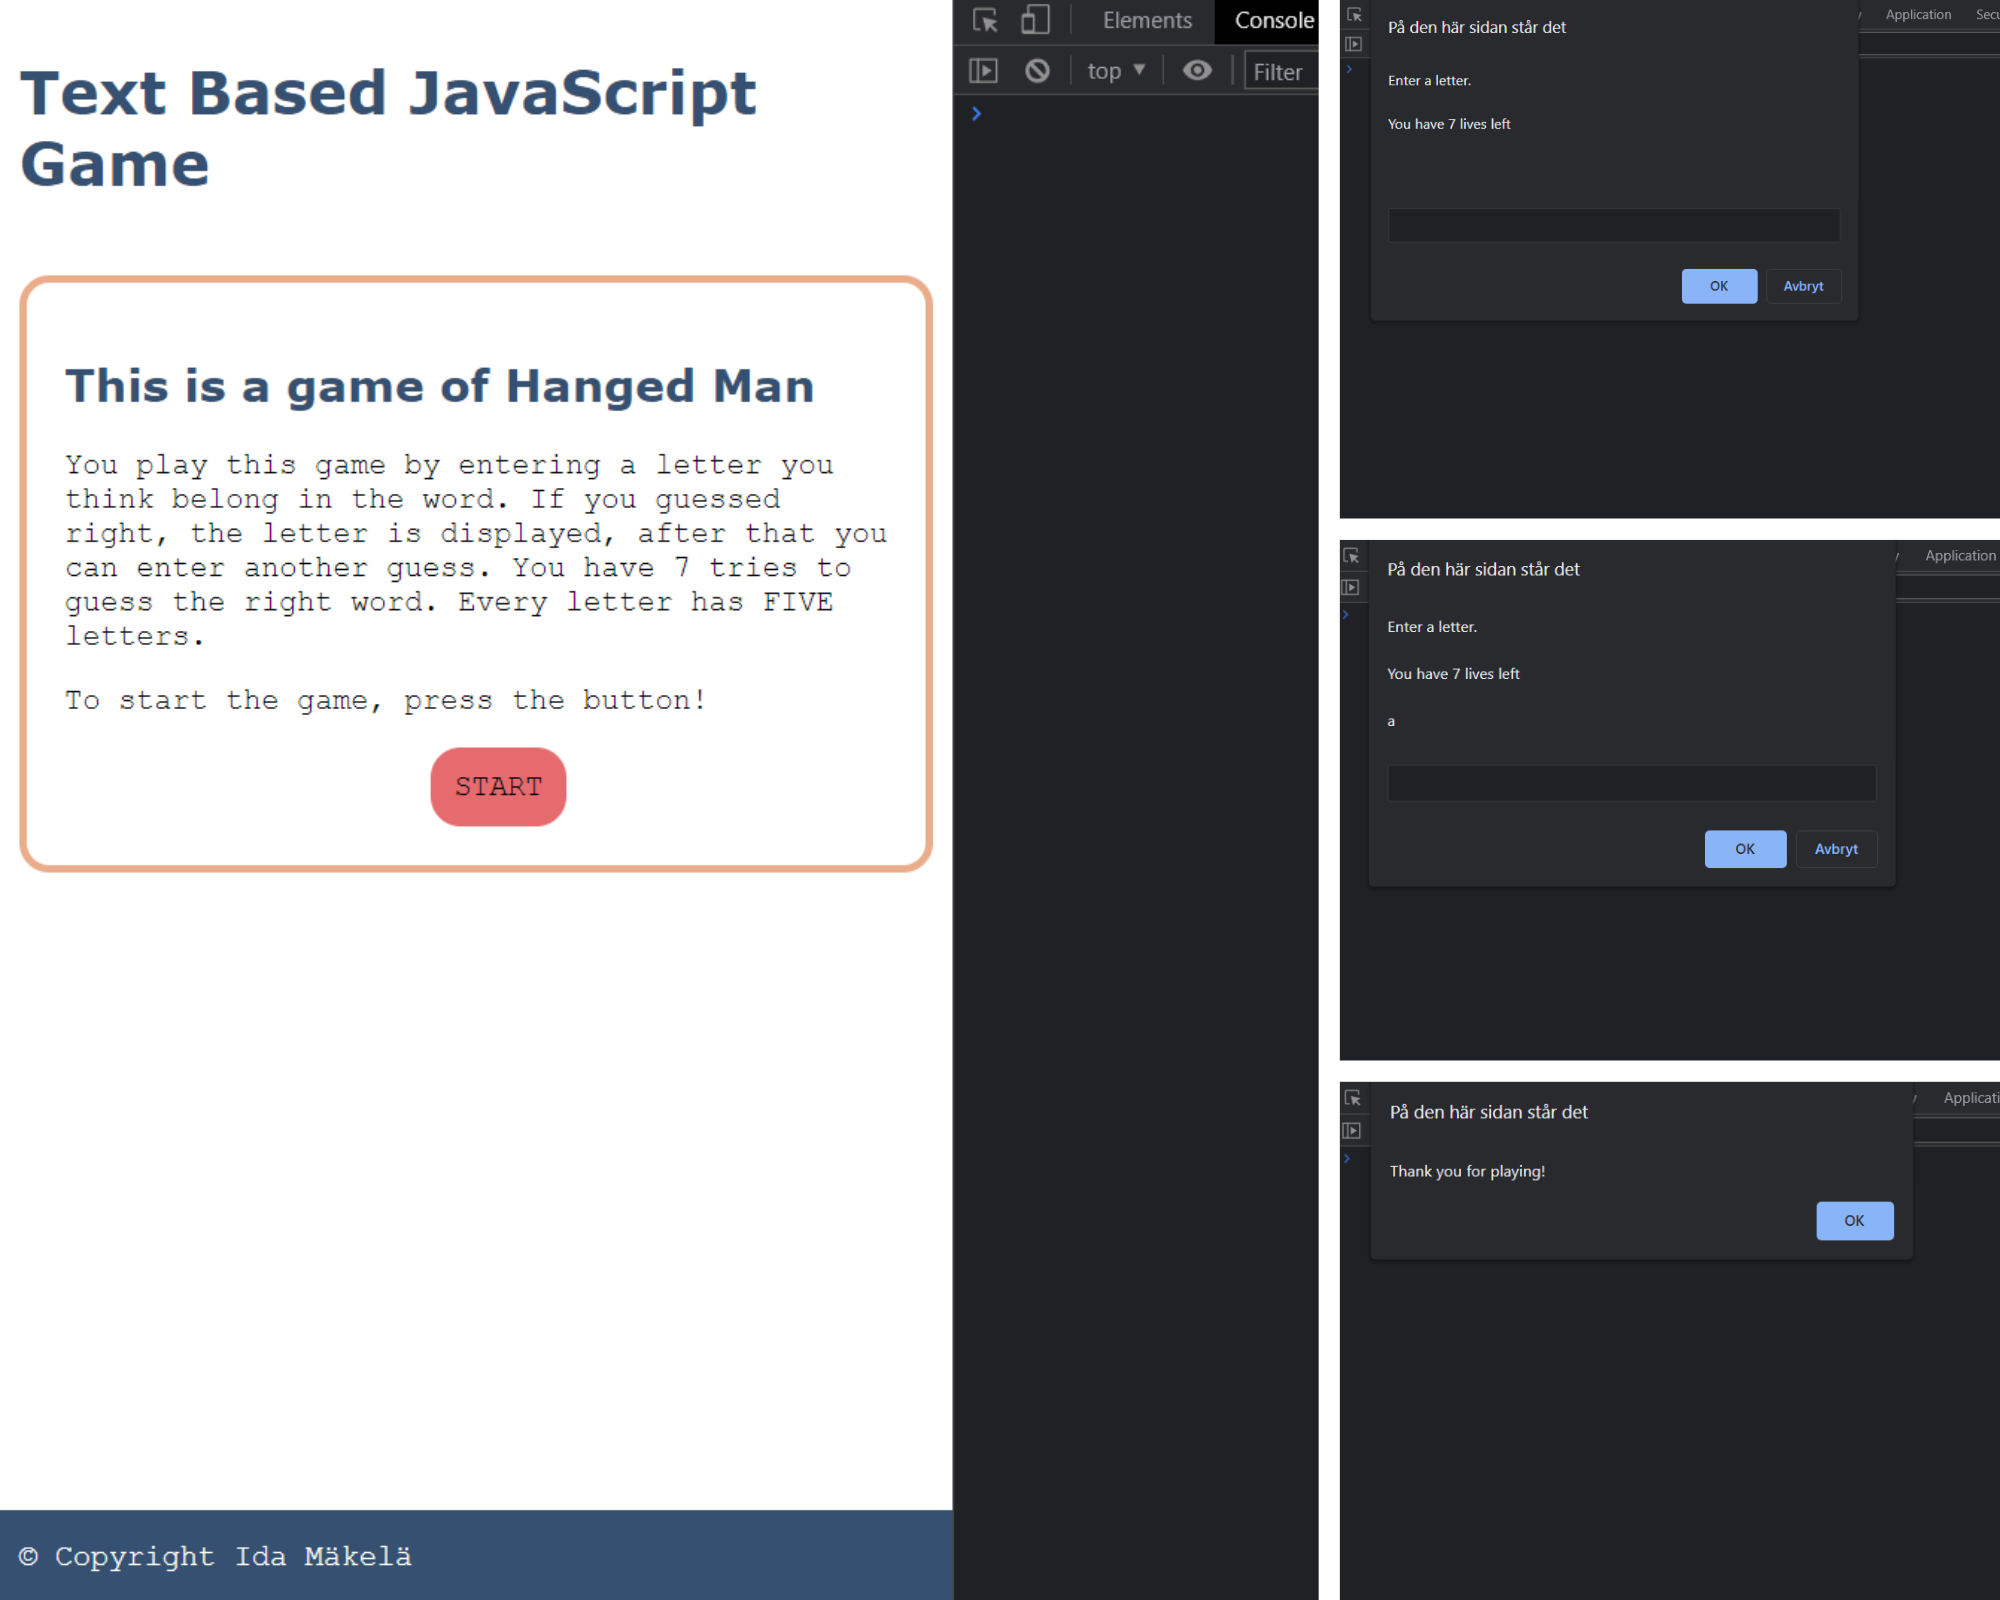 Text Based JavaScript
Game
This is a game of Hanged Man
You play this game by entering a letter you
think belong in the word. If you guessed
right, the letter is displayed, after that you
can enter another guess. You have 7 tries to
guess the right word. Every letter has FIVE
letters.
To start the game, press the button!
START
© Copyright Ida Mäkelä
Elements Console
top Filter
Application
På den här sidan står det
Enter a letter.
You have 7 lives left
OK Avbryt
Application
På den här sidan står det
Enter a letter.
You have 7 lives left
a
OK Avbryt
På den här sidan står det
Thank you for playing!
OK